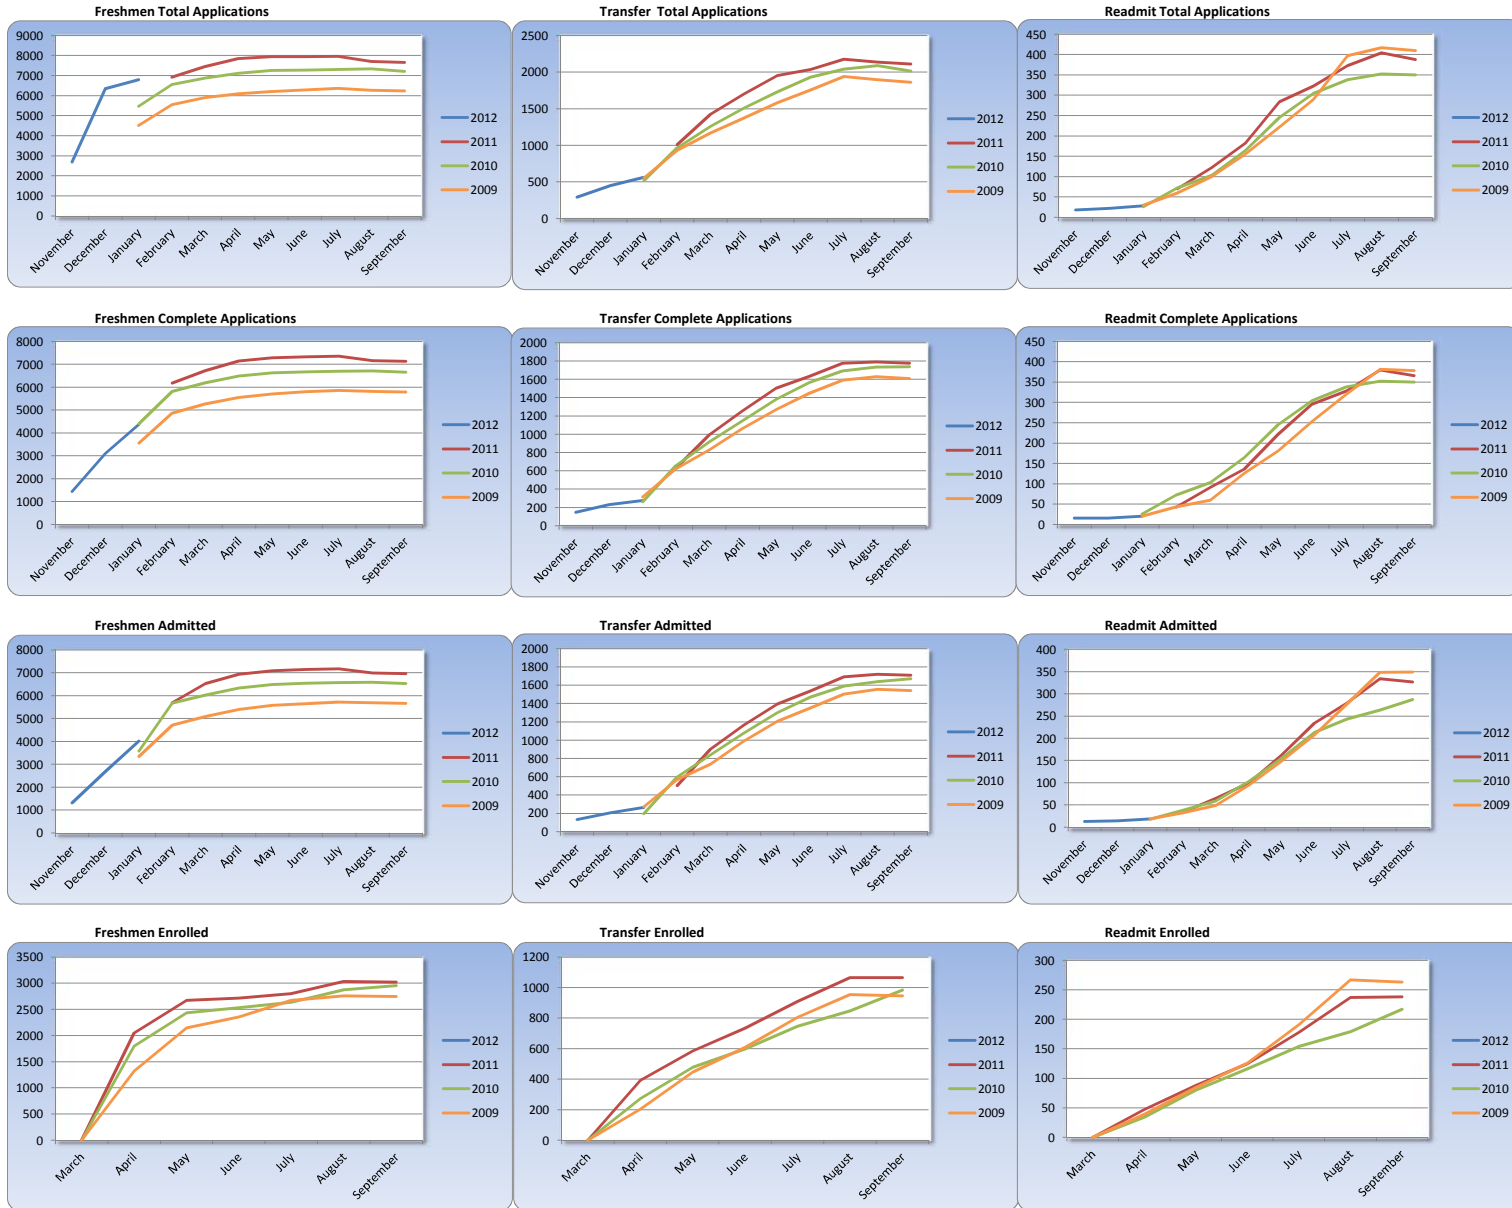 Freshmen Total Applications
9000
8000
7000
6000
5000
4000
3000
2000
1000
0
November
December
January
February
March
April
May
June
July
August
September
2012
2011
2010
2009
Transfer Total Applications
2500
2000
1500
1000
500
0
November
December
January
February
March
April
May
June
July
August
September
2012
2011
2010
2009
Readmit Total Applications
450
400
350
300
250
200
150
100
50
0
November
December
January
February
March
April
May
June
July
August
September
2012
2011
2010
2009
Freshmen Complete Applications
8000
7000
6000
5000
4000
3000
2000
1000
0
November
December
January
February
March
April
May
June
July
August
September
2012
2011
2010
2009
Transfer Complete Applications
2000
1800
1600
1400
1200
1000
800
600
400
200
0
November
December
January
February
March
April
May
June
July
August
September
2012
2011
2010
2009
Readmit Complete Applications
450
400
350
300
250
200
150
100
50
0
November
December
January
February
March
April
May
June
July
August
September
2012
2011
2010
2009
Freshmen Admitted
8000
7000
6000
5000
4000
3000
2000
1000
0
November
December
January
February
March
April
May
June
July
August
September
2012
2011
2010
2009
Transfer Admitted
2000
1800
1600
1400
1200
1000
800
600
400
200
0
November
December
January
February
March
April
May
June
July
August
September
2012
2011
2010
2009
Readmit Admitted
400
350
300
250
200
150
100
50
0
November
December
January
February
March
April
May
June
July
August
September
2012
2011
2010
2009
Freshmen Enrolled
3500
3000
2500
2000
1500
1000
500
0
March
April
May
June
July
August
September
2012
2011
2010
2009
Transfer Enrolled
1200
1000
800
600
400
200
0
March
April
May
June
July
August
September
2012
2011
2010
2009
Readmit Enrolled
300
250
200
150
100
50
0
March
April
May
June
July
August
September
2012
2011
2010
2009